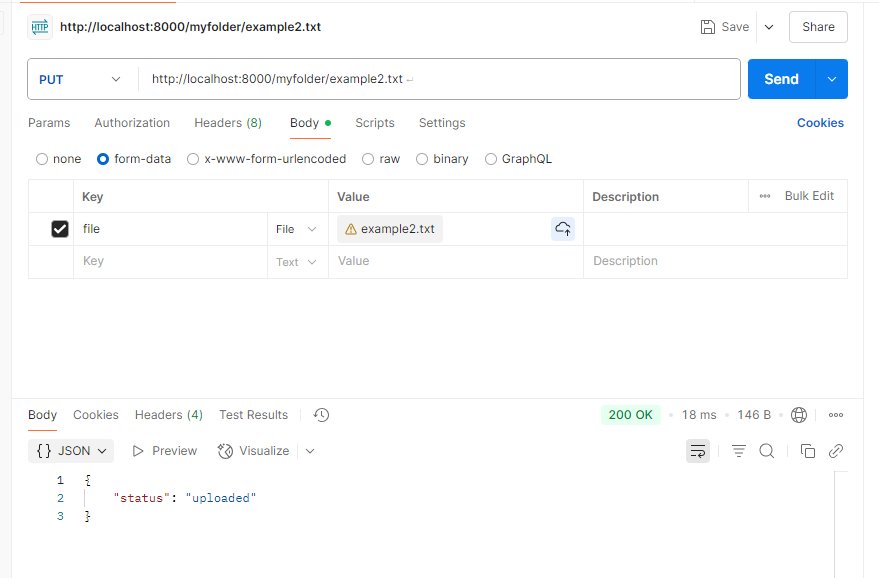 HTTP http://localhost:8000/myfolder/example2.txt Save Share
PUT http://localhost:8000/myfolder/example2.txt Send
Params Authorization Headers (8) Body Scripts Settings Cookies
none form-data x-www-form-urlencoded raw binary GraphQL
Key Value Description Bulk Edit
file File example2.txt
Key Text Value Description
Body Cookies Headers (4) Test Results 200 OK 18 ms 146 B
{} JSON Preview Visualize
1 {
2 "status": "uploaded"
3 }